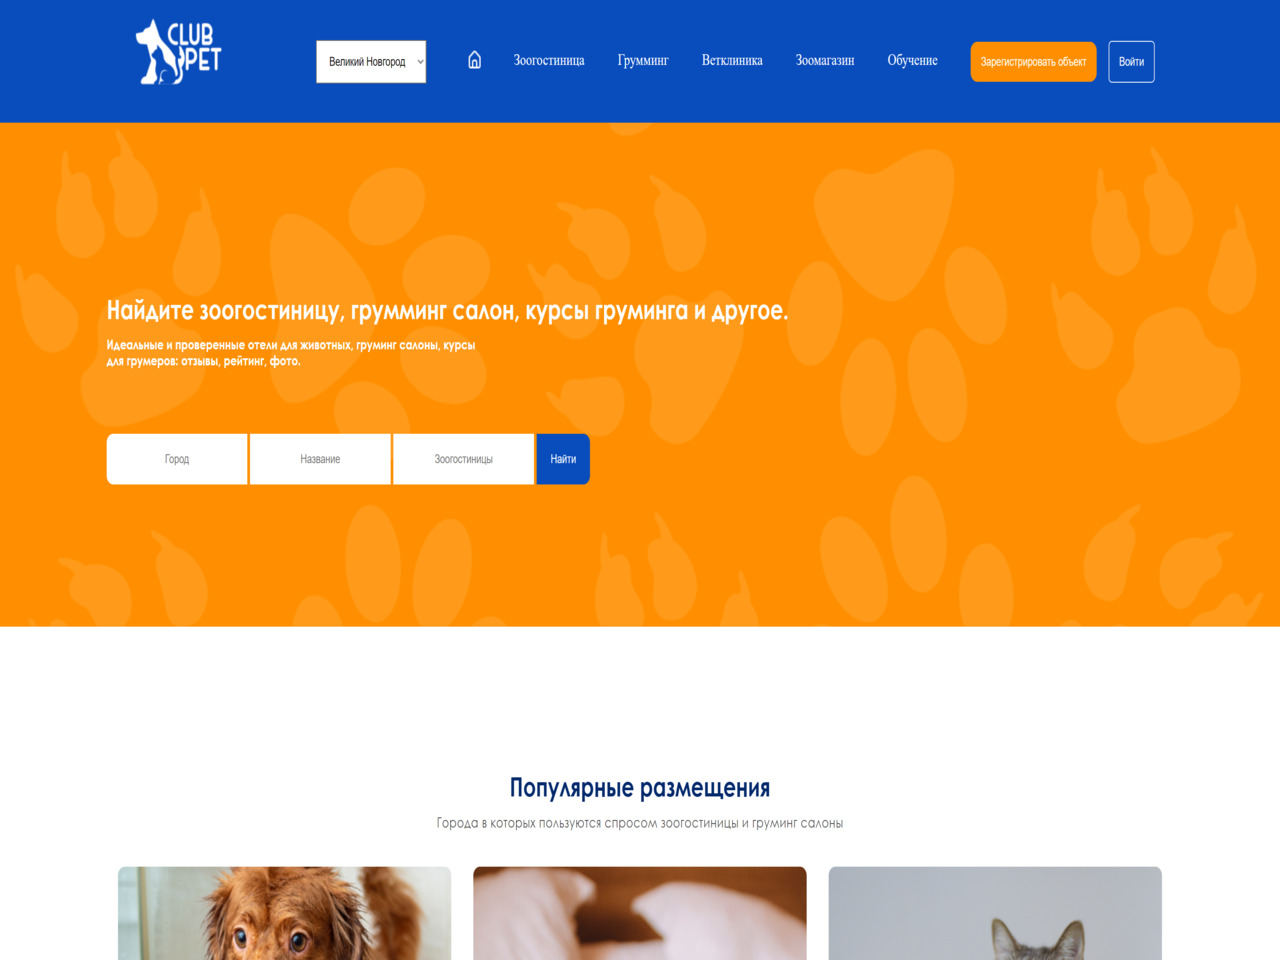 CLUB
PET
Великий Новгород
Зоогостиница
Грумминг
Ветклиника
Зоомагазин
Обучение
Зарегистрировать объект
Войти
Найдите зоогостиницу, грумминг салон, курсы груминга и другое.
Идеальные и проверенные отели для животных, груминг салоны, курсы
для грумеров: отзывы, рейтинг, фото.
Город
Название
Зоогостиницы
Найти
Популярные размещения
Города в которых пользуются спросом зоогостиницы и груминг салоны